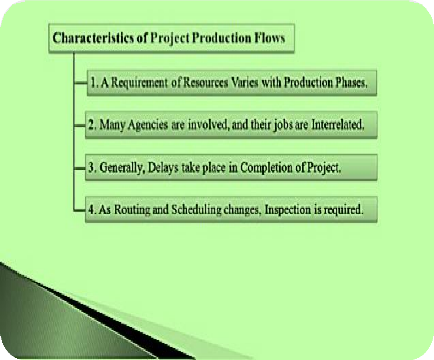 Characteristics of Project Production Flows
1. A Requirement of Resources Varies with Production Phases.
2. Many Agencies are involved, and their jobs are Interrelated.
3. Generally, Delays take place in Completion of Project.
4. As Routing and Scheduling changes, Inspection is required.